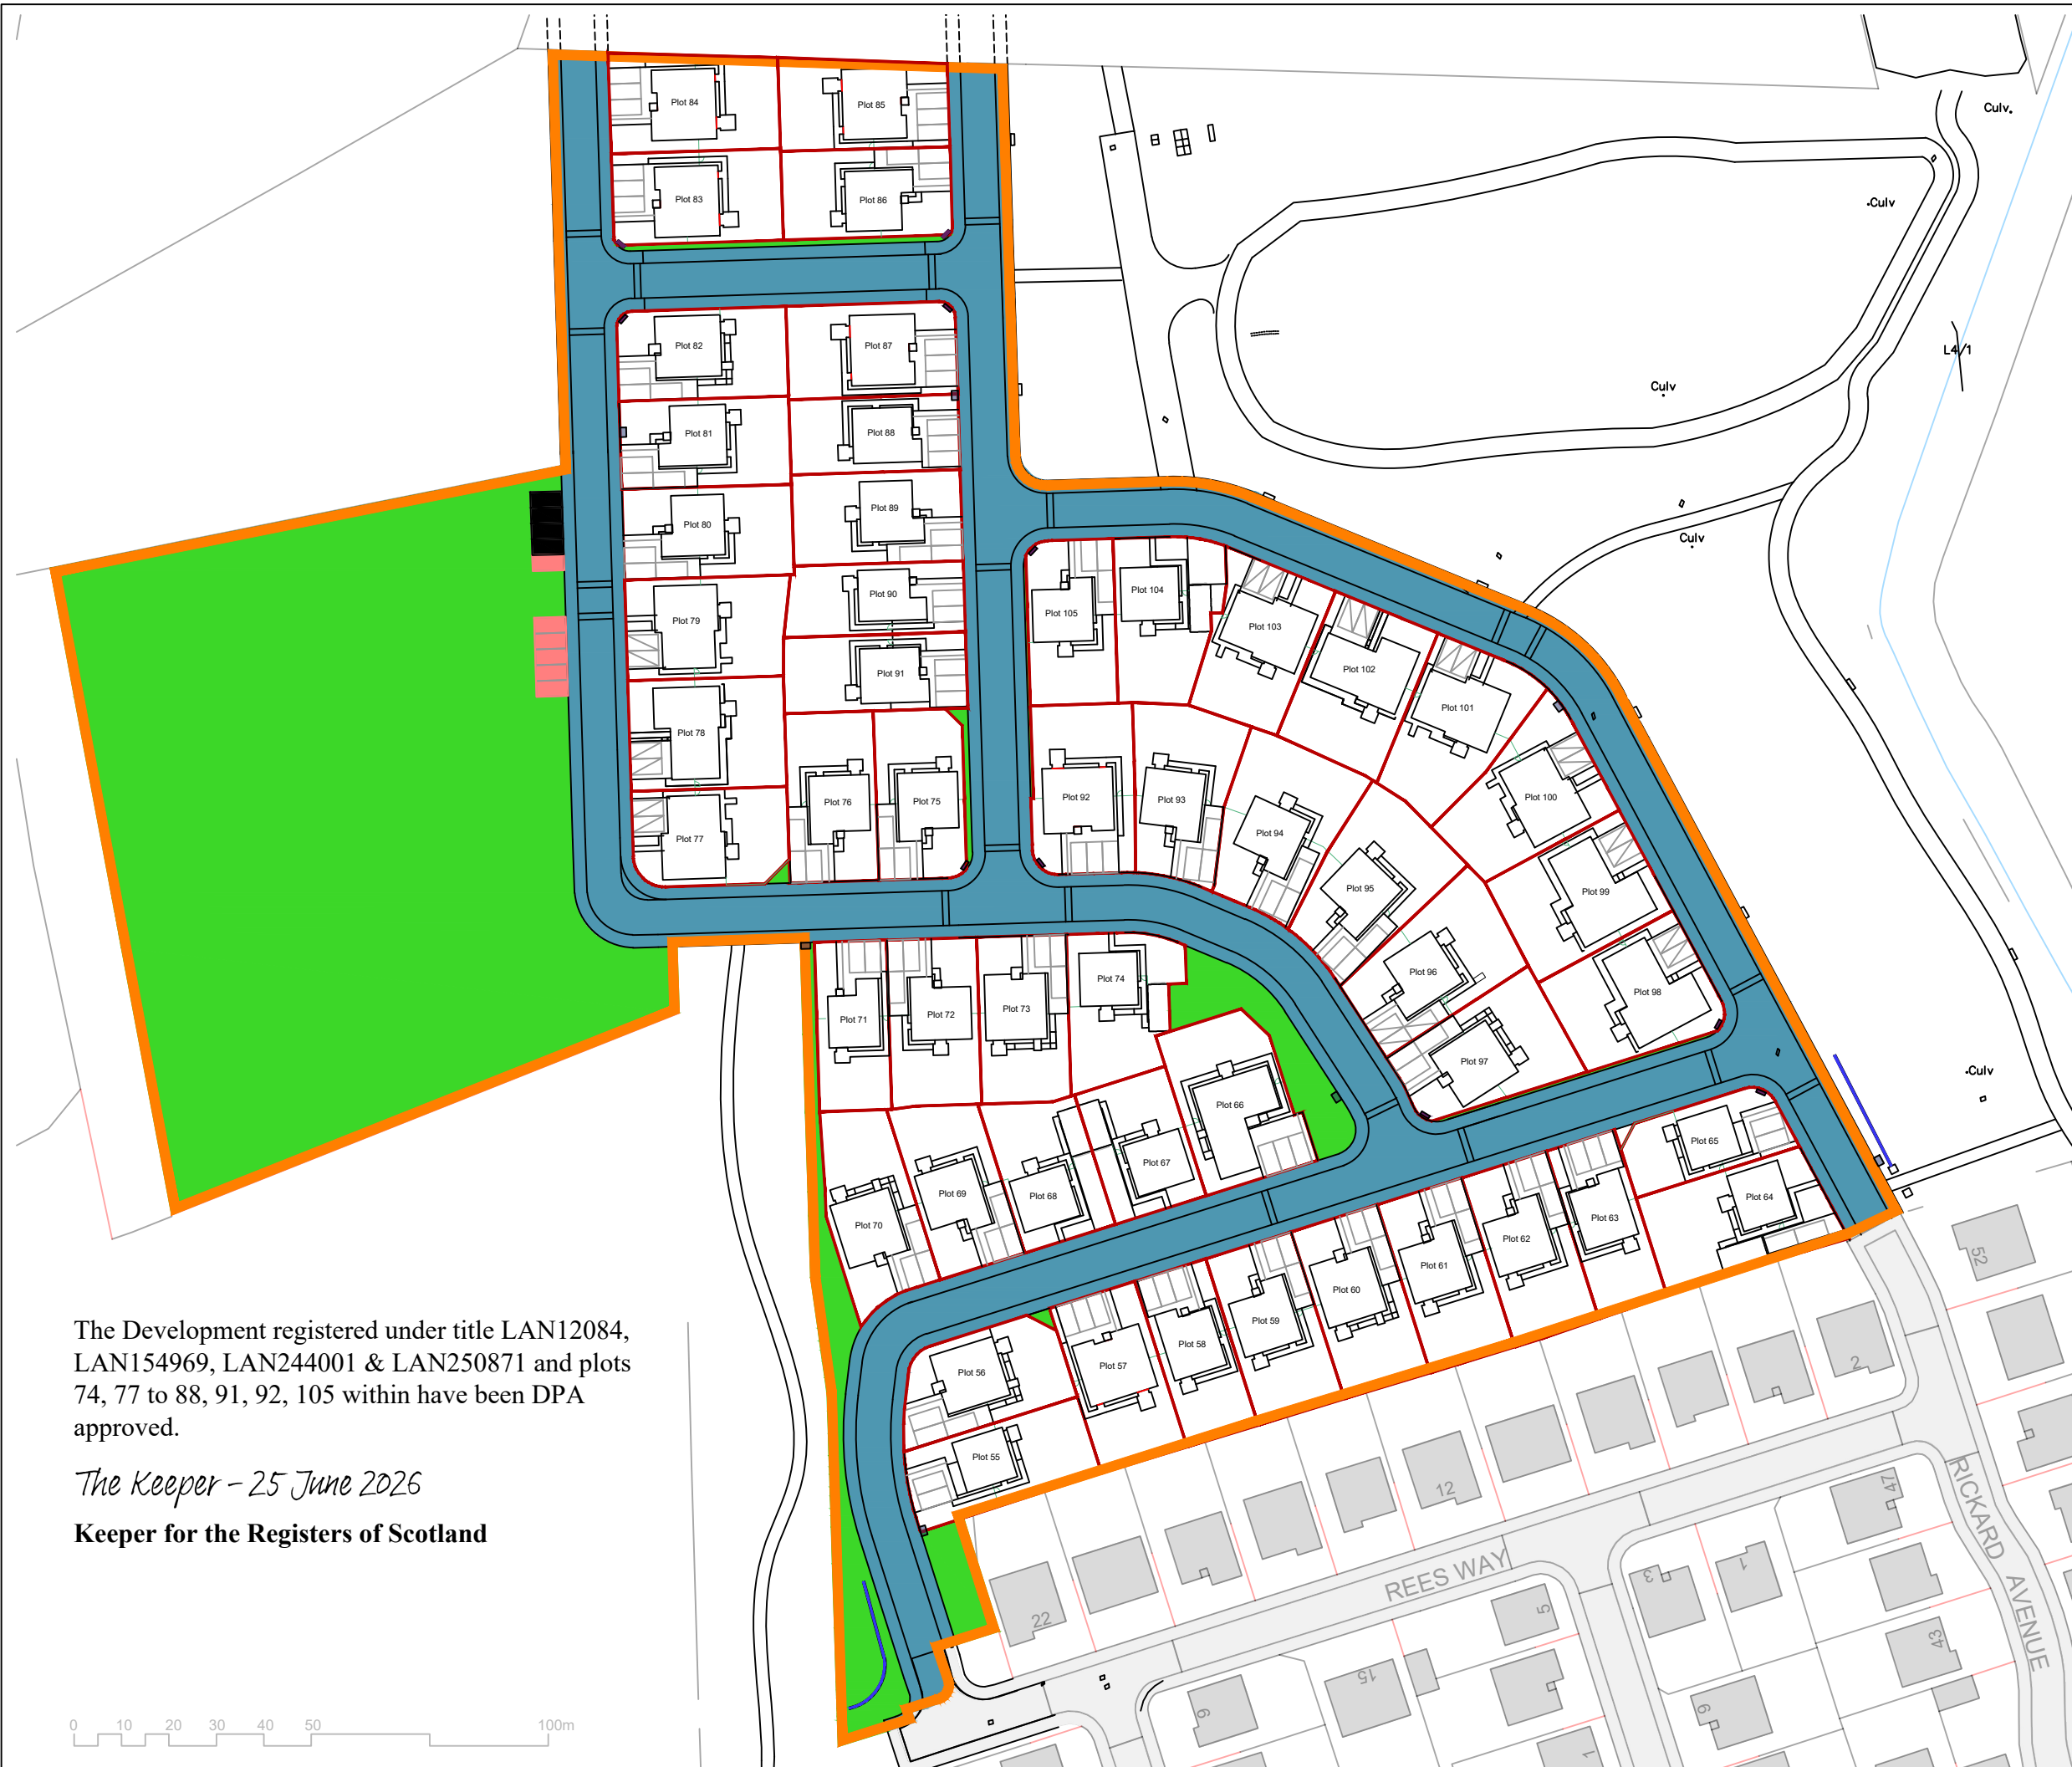 Plot 84
Plot 85
Culv.
Plot 83
Plot 86
Culv
Plot 82
Plot 87
L4/1
Culv
Plot 81
Plot 88
Plot 80
Plot 89
Culv
Plot 90
Plot 104
Plot 105
Plot 79
Plot 103
Plot 91
Plot 102
Plot 101
Plot 78
Plot 76
Plot 75
Plot 92
Plot 93
Plot 100
Plot 77
Plot 94
Plot 95
Plot 99
Plot 96
Plot 74
Plot 98
Plot 71
Plot 72
Plot 73
Plot 97
Culv
Plot 66
Plot 65
Plot 67
Plot 69
Plot 68
Plot 64
Plot 70
Plot 63
Plot 62
52
Plot 61
Plot 60
Plot 59
Plot 58
Plot 57
Plot 56
2
Plot 55
The Development registered under title LAN12084,
LAN154969, LAN244001 & LAN250871 and plots
74, 77 to 88, 91, 92, 105 within have been DPA
approved.
The Keeper – 25 June 2026
Keeper for the Registers of Scotland
12
47
RICKARD AVENUE
REES WAY
3
1
22
5
43
15
9
9
1
0 10 20 30 40 50 100m